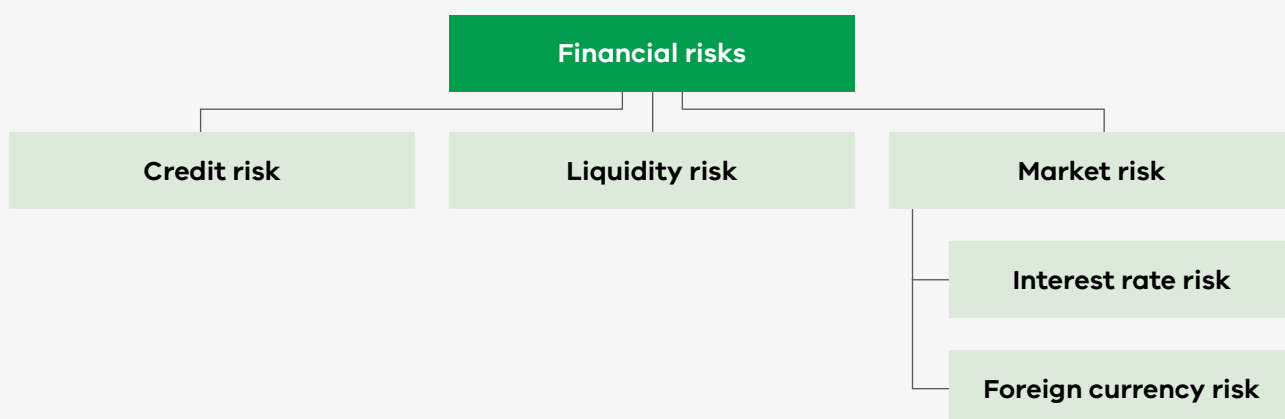 Financial risks
Credit risk
Liquidity risk
Market risk
Interest rate risk
Foreign currency risk